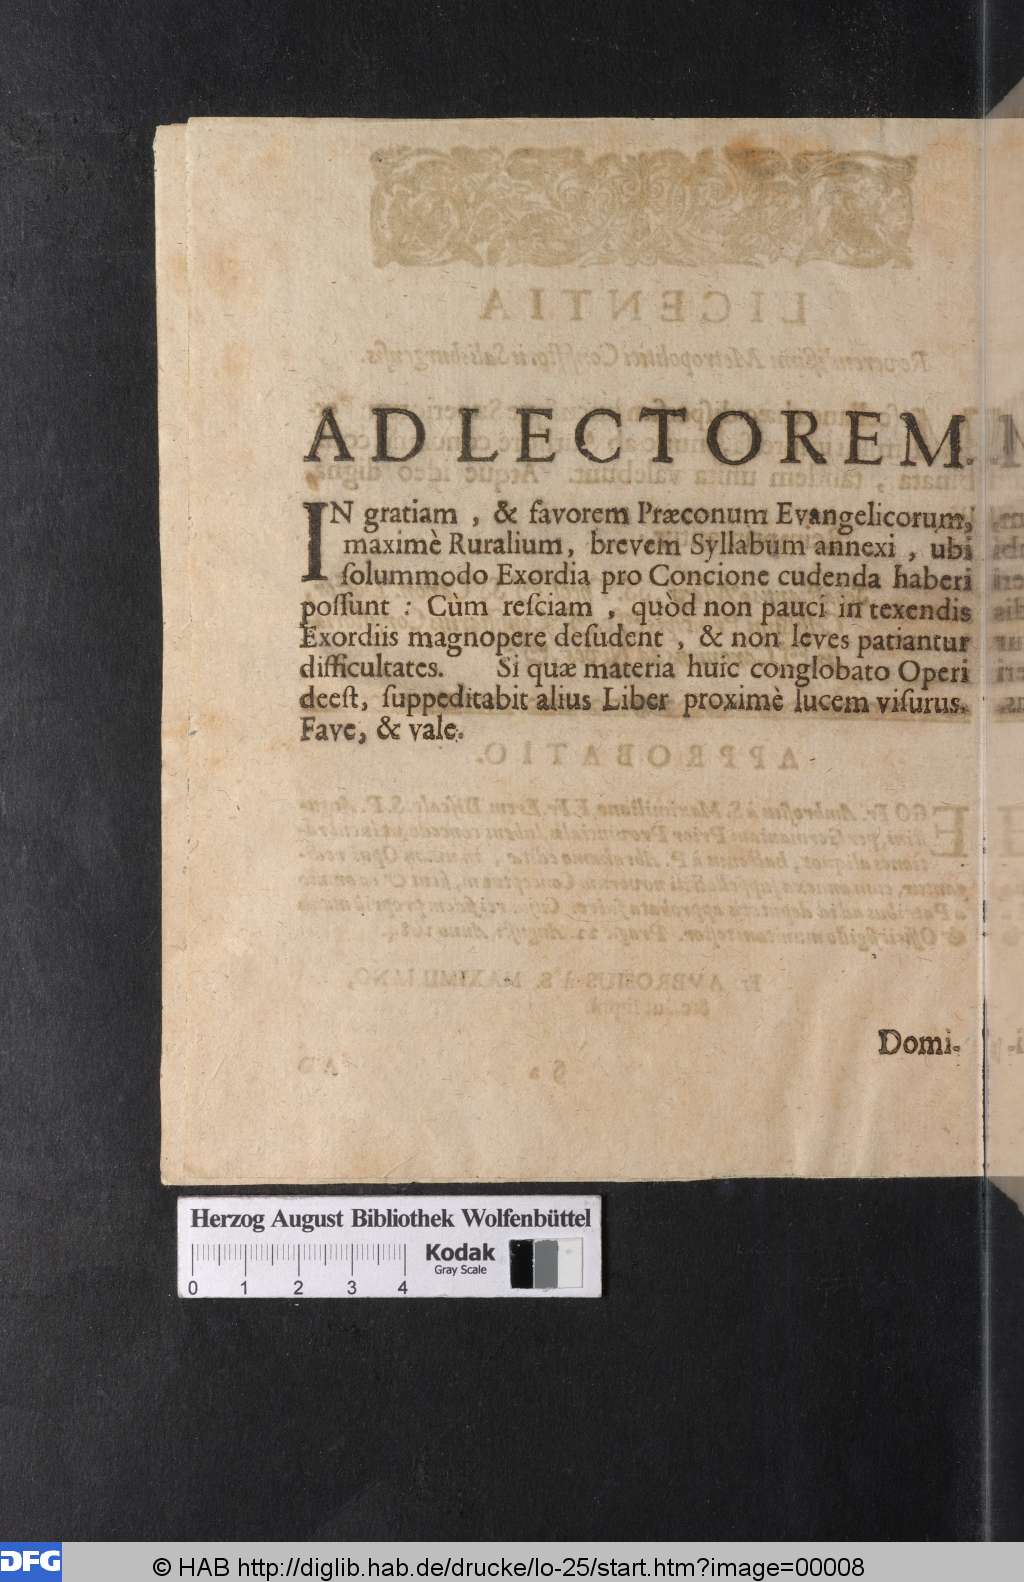 AD LECTOREM.
IN gratiam, & favorem Præconum Evangelicorum,
maximè Ruralium, brevem Syllabum annexi, ubi
ſolummodo Exordia pro Concione cudenda haberi
poſſunt: Cùm reſciam, quòd non pauci in texendis
Exordiis magnopere deſudent, & non leves patiantur
difficultates. Si quæ materia huic conglobato Operi
deeſt, ſuppeditabit alius Liber proximè lucem viſurus.
Fave, & vale.
Domi-
Herzog August Bibliothek Wolfenbüttel
Kodak
Gray Scale
0 1 2 3 4
DFG
© HAB http://diglib.hab.de/drucke/lo-25/start.htm?image=00008